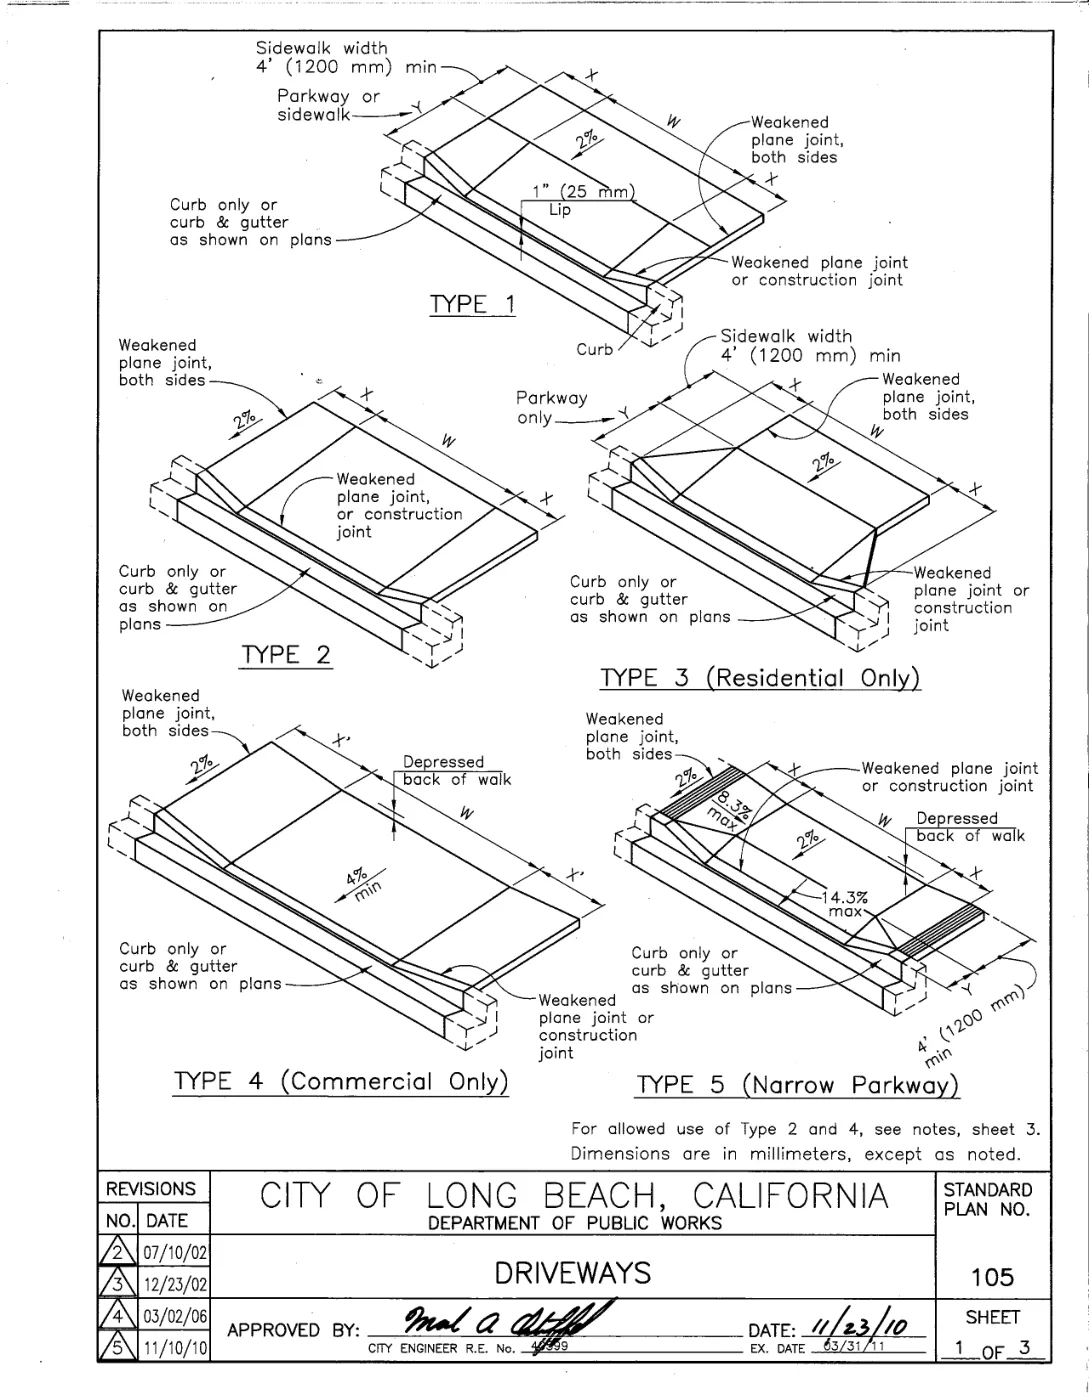 Sidewalk width
4' (1200 mm) min
Parkway or
sidewalk
Y
X
W
2%
Weakened
plane joint,
both sides
X
1" (25 mm)
Lip
Curb only or
curb & gutter
as shown on plans
Weakened plane joint
or construction joint
TYPE 1
Curb
Weakened
plane joint,
both sides
2%
X
W
X
Weakened
plane joint,
or construction
joint
Curb only or
curb & gutter
as shown on
plans
TYPE 2
Sidewalk width
4' (1200 mm) min
Parkway
only
Y
X
Weakened
plane joint,
both sides
W
2%
X
Curb only or
curb & gutter
as shown on plans
Weakened
plane joint or
construction
joint
TYPE 3 (Residential Only)
Weakened
plane joint,
both sides
2%
X'
Depressed
back of walk
W
4%
min
X'
Curb only or
curb & gutter
as shown on plans
Weakened
plane joint or
construction
joint
TYPE 4 (Commercial Only)
Weakened
plane joint,
both sides
2%
X
Weakened plane joint
or construction joint
8.3%
max
W
Depressed
back of walk
2%
X
14.3%
max
Curb only or
curb & gutter
as shown on plans
Y
4' (1200 mm)
min
TYPE 5 (Narrow Parkway)
For allowed use of Type 2 and 4, see notes, sheet 3.
Dimensions are in millimeters, except as noted.
REVISIONS
NO. DATE
2 07/10/02
3 12/23/02
4 03/02/06
5 11/10/10
CITY OF LONG BEACH, CALIFORNIA
DEPARTMENT OF PUBLIC WORKS
DRIVEWAYS
APPROVED BY:
CITY ENGINEER R.E. No.
DATE: 11/23/10
EX. DATE 03/31/11
STANDARD
PLAN NO.
105
SHEET
1 OF 3